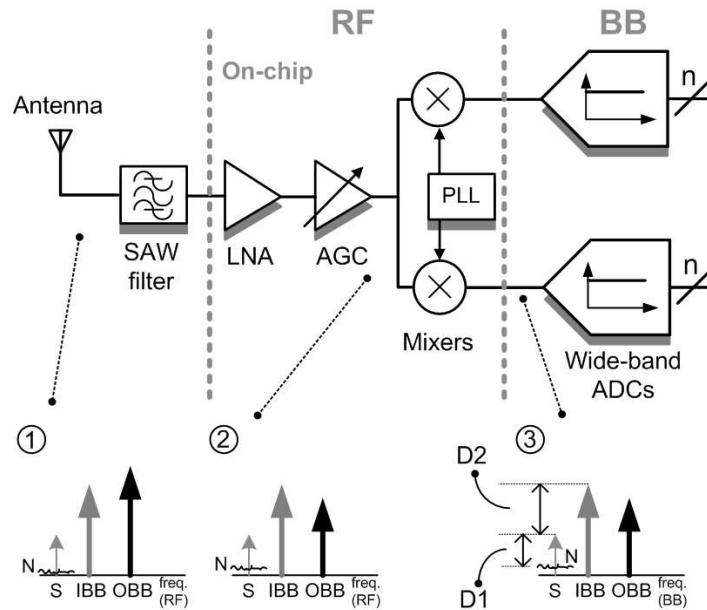 RF
BB
On-chip
Antenna
n
PLL
SAW
filter
LNA
AGC
Mixers
n
Wide-band
ADCs
1
2
3
D2
D1
N
S IBB OBB freq.
(RF)
N
S IBB OBB freq.
(RF)
N
S IBB OBB freq.
(BB)